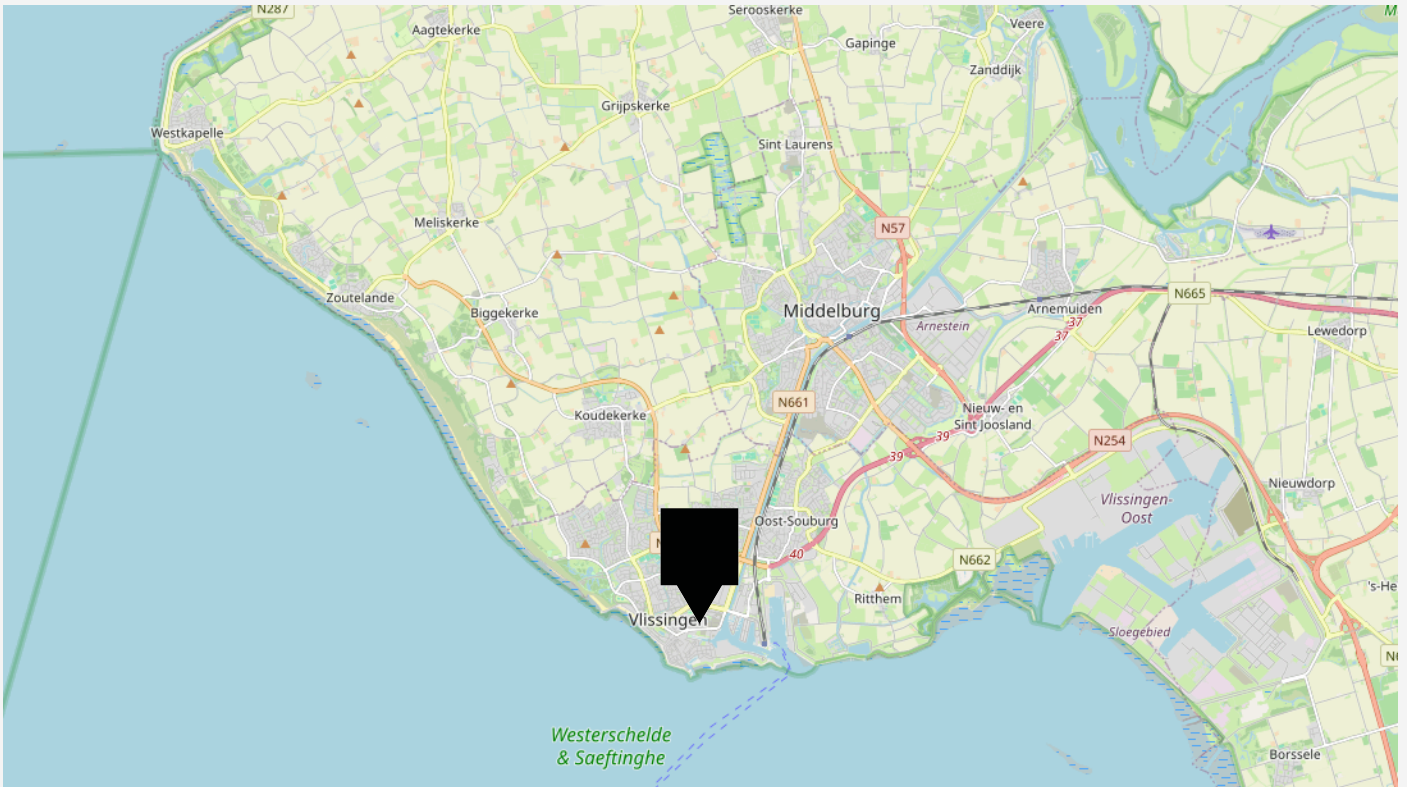 N287
Serooskerke
Aagtekerke
Veere
Gapinge
Zanddijk
Grijpskerke
Westkapelle
Sint Laurens
Meliskerke
N57
Zoutelande
Biggekerke
Middelburg
Arnestein
Arnemuiden
N665
37
37
Lewedorp
Koudekerke
N661
Nieuw- en
Sint Joosland
39
39
N254
Nieuwdorp
Vlissingen-
Oost
Oost-Souburg
40
N662
Ritthem
's-He
Vlissingen
Sloegebied
Westerschelde
& Saeftinghe
Borssele